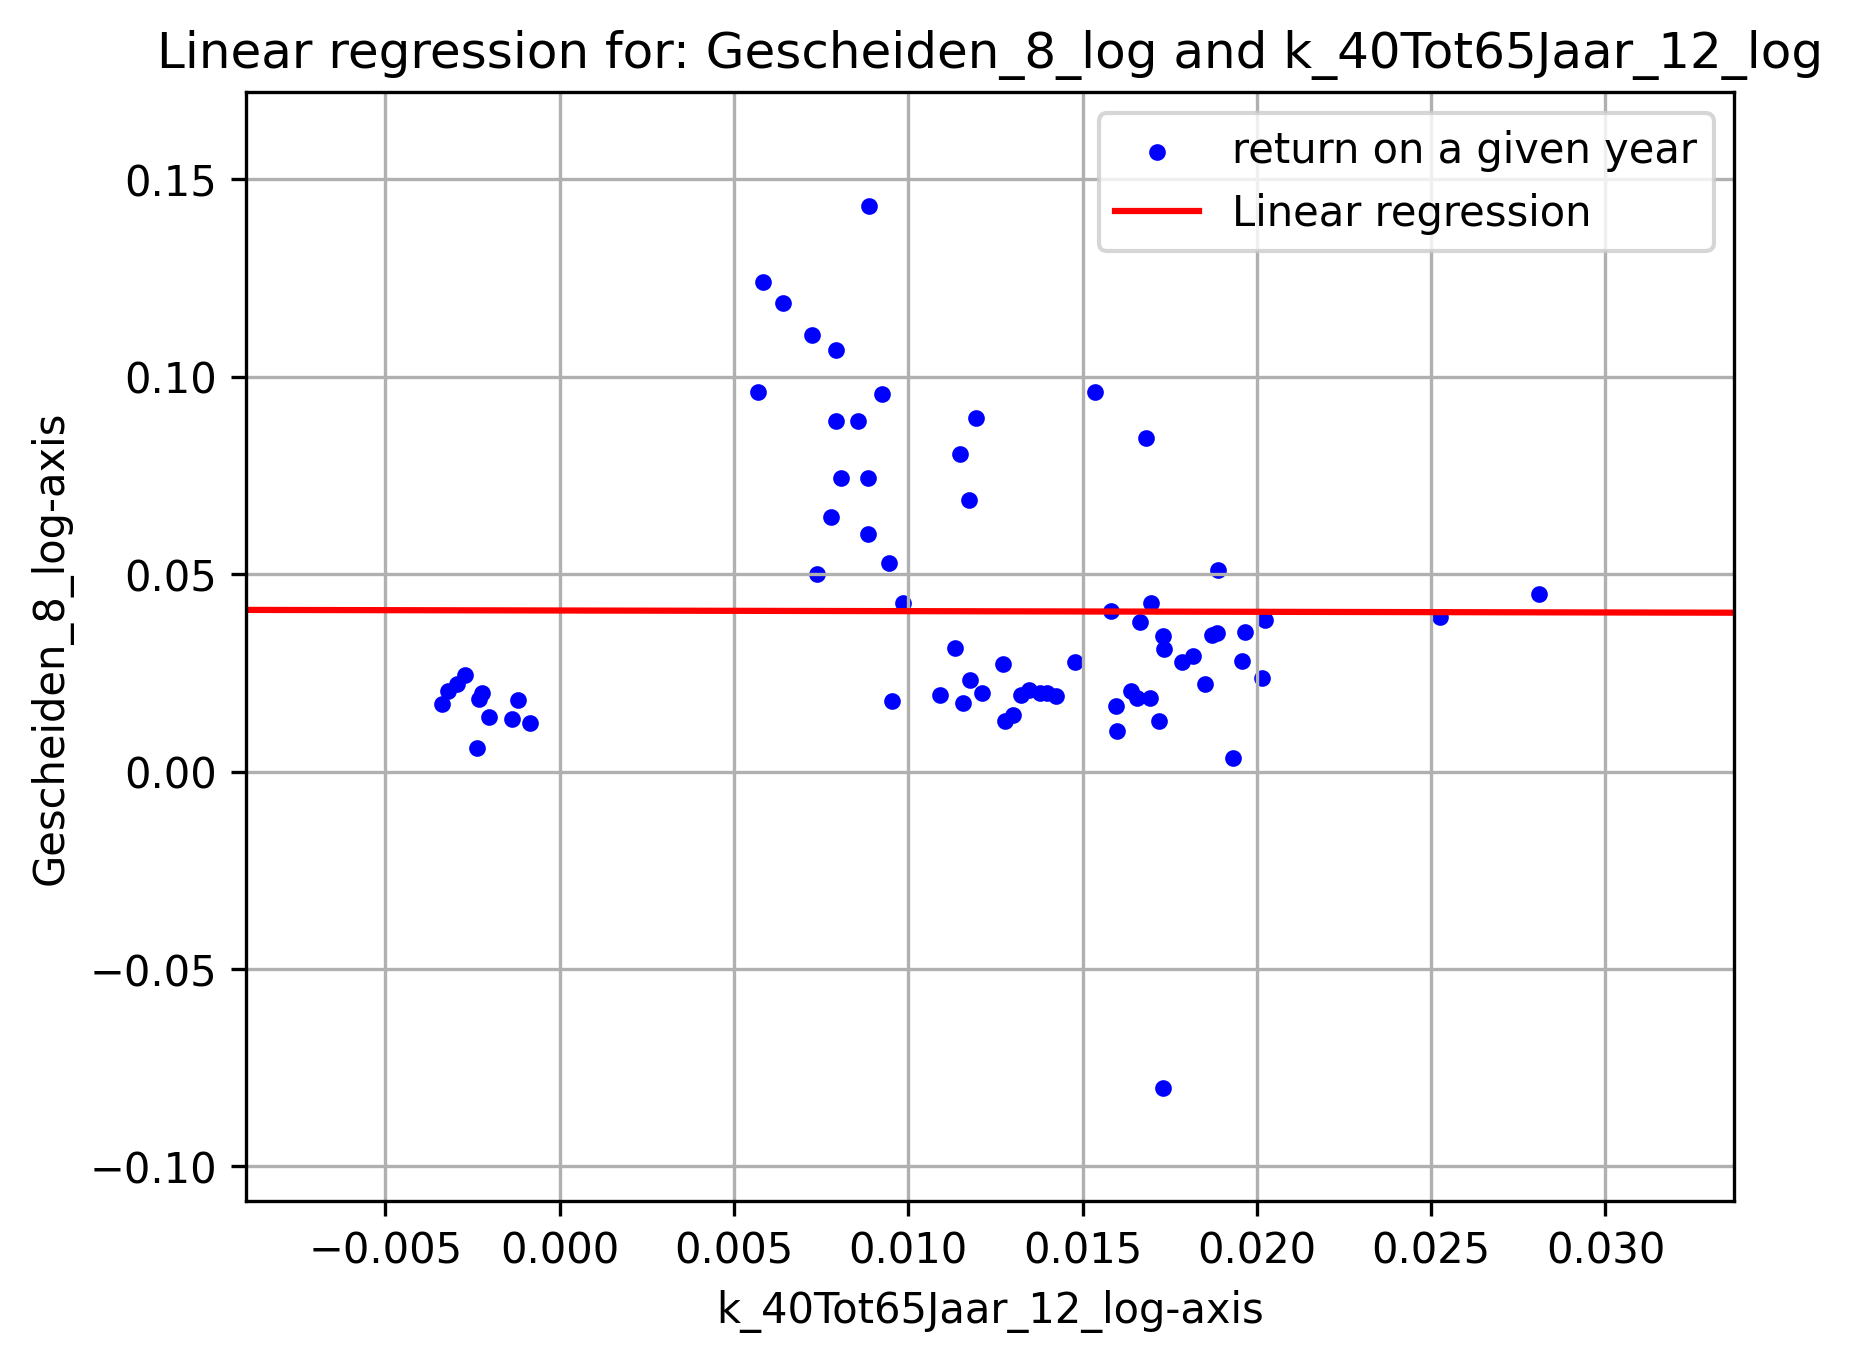 Linear regression for: Gescheiden_8_log and k_40Tot65Jaar_12_log
return on a given year
Linear regression
0.15
0.10
0.05
0.00
−0.05
−0.10
Gescheiden_8_log-axis
−0.005 0.000 0.005 0.010 0.015 0.020 0.025 0.030
k_40Tot65Jaar_12_log-axis